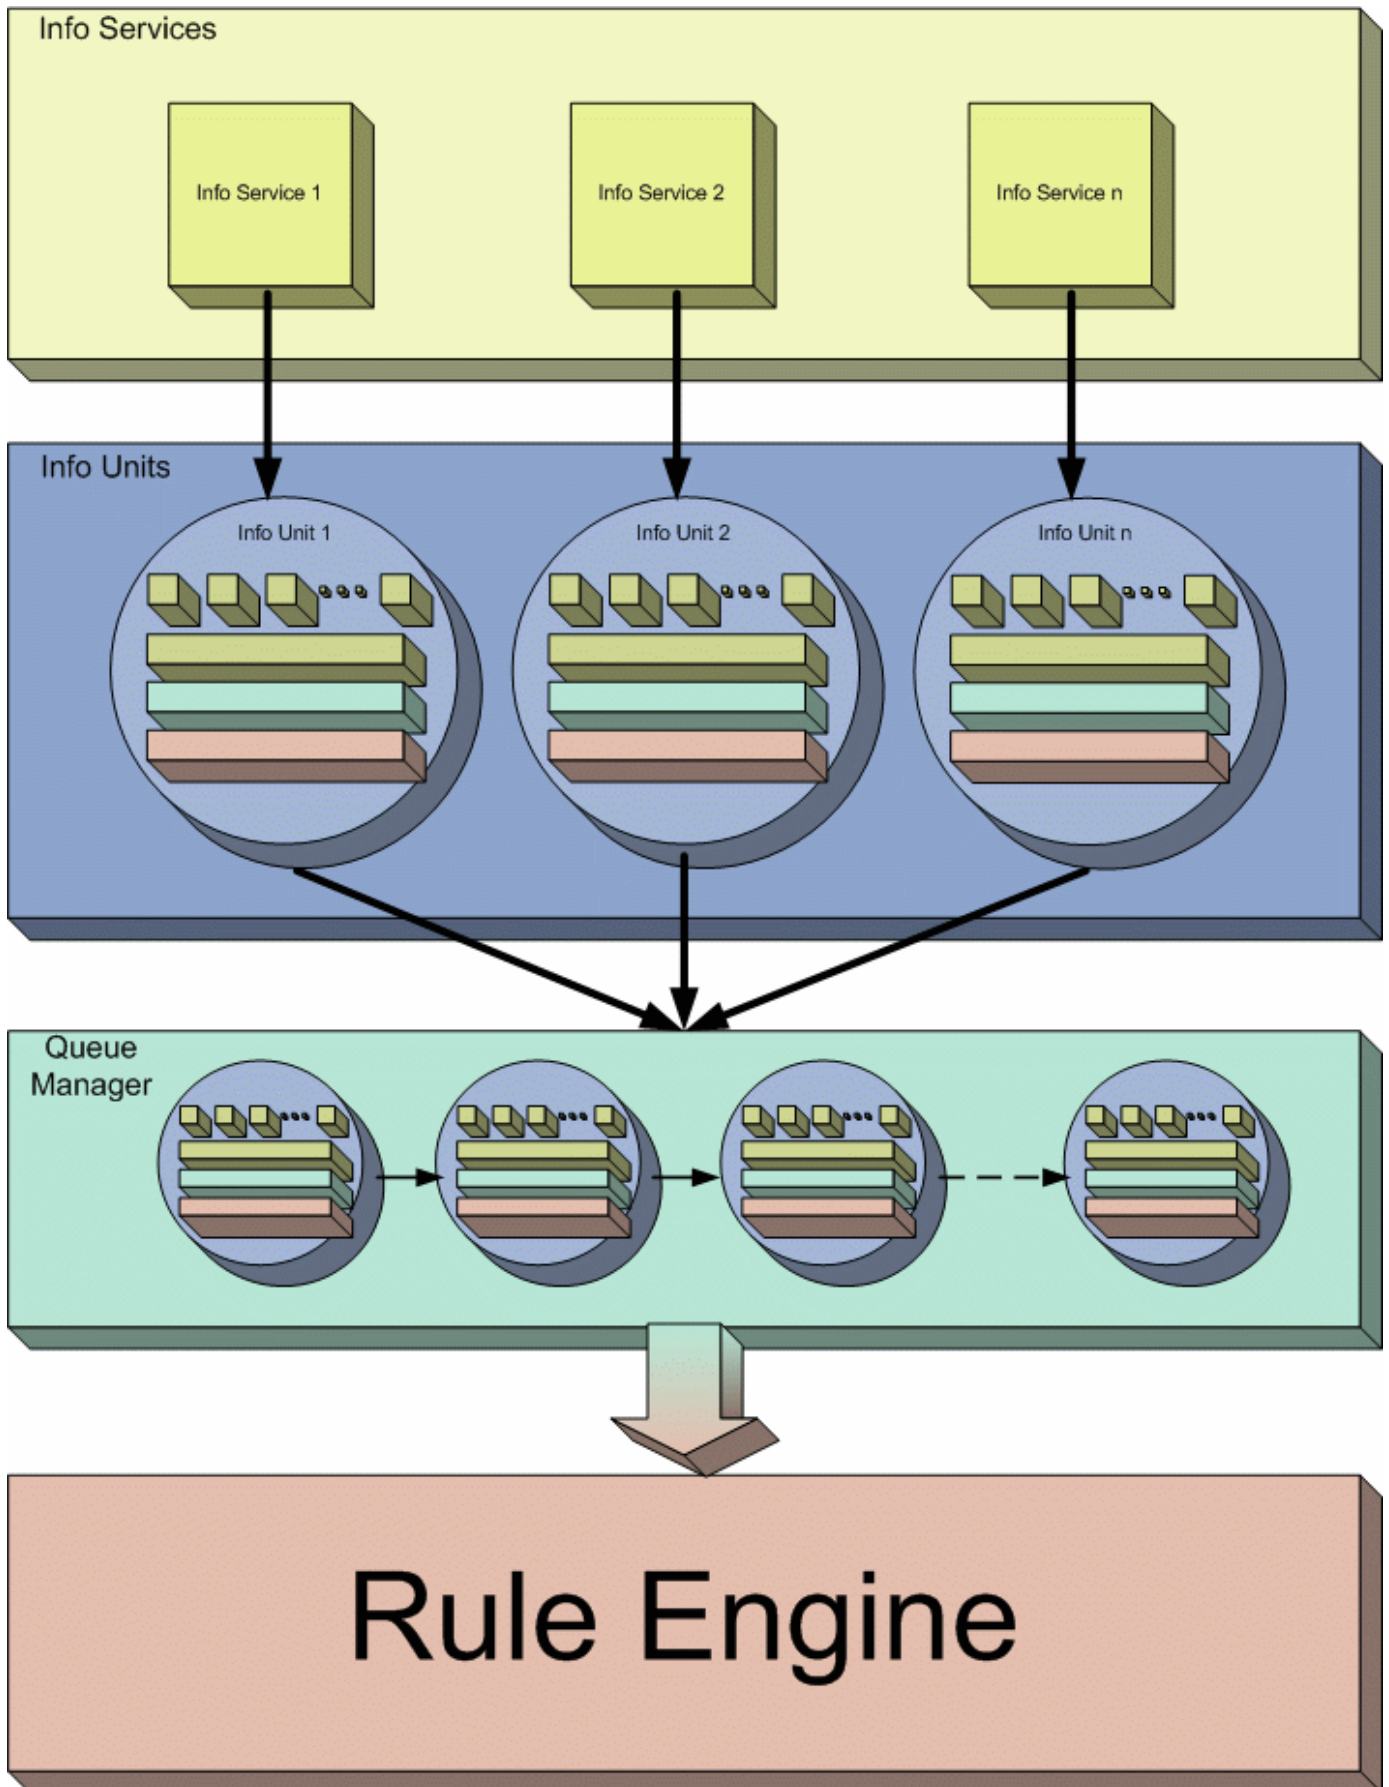 Info Services
Info Service 1
Info Service 2
Info Service n
Info Units
Info Unit 1
Info Unit 2
Info Unit n
Queue
Manager
Rule Engine